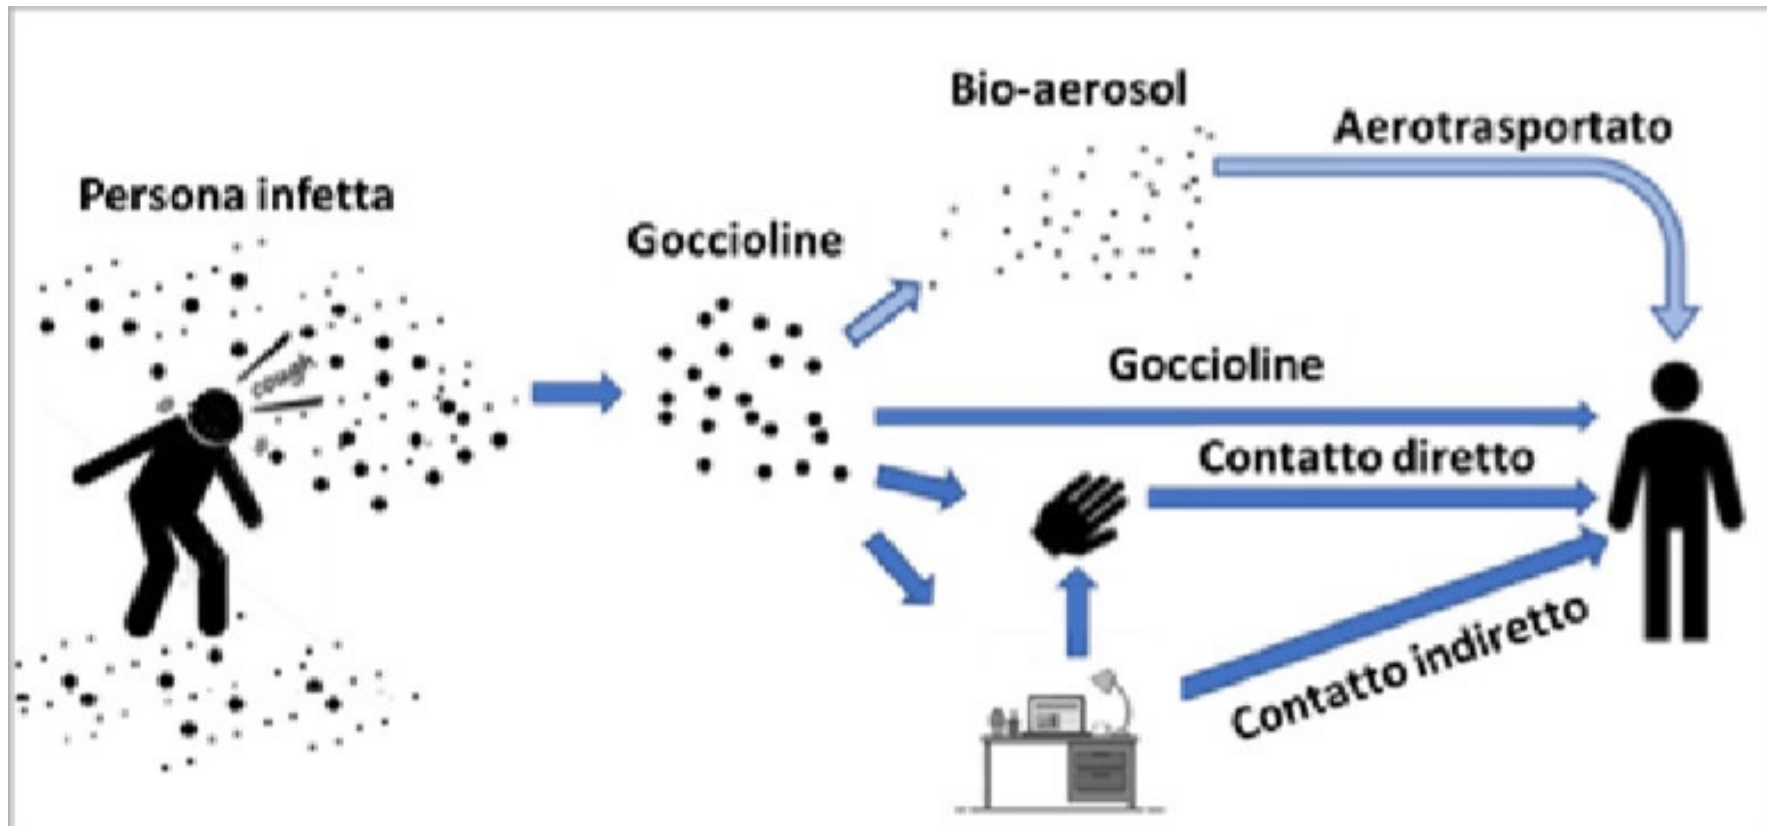 Bio-aerosol
Aerotrasportato
Persona infetta
Goccioline
cough
Goccioline
Contatto diretto
Contatto indiretto